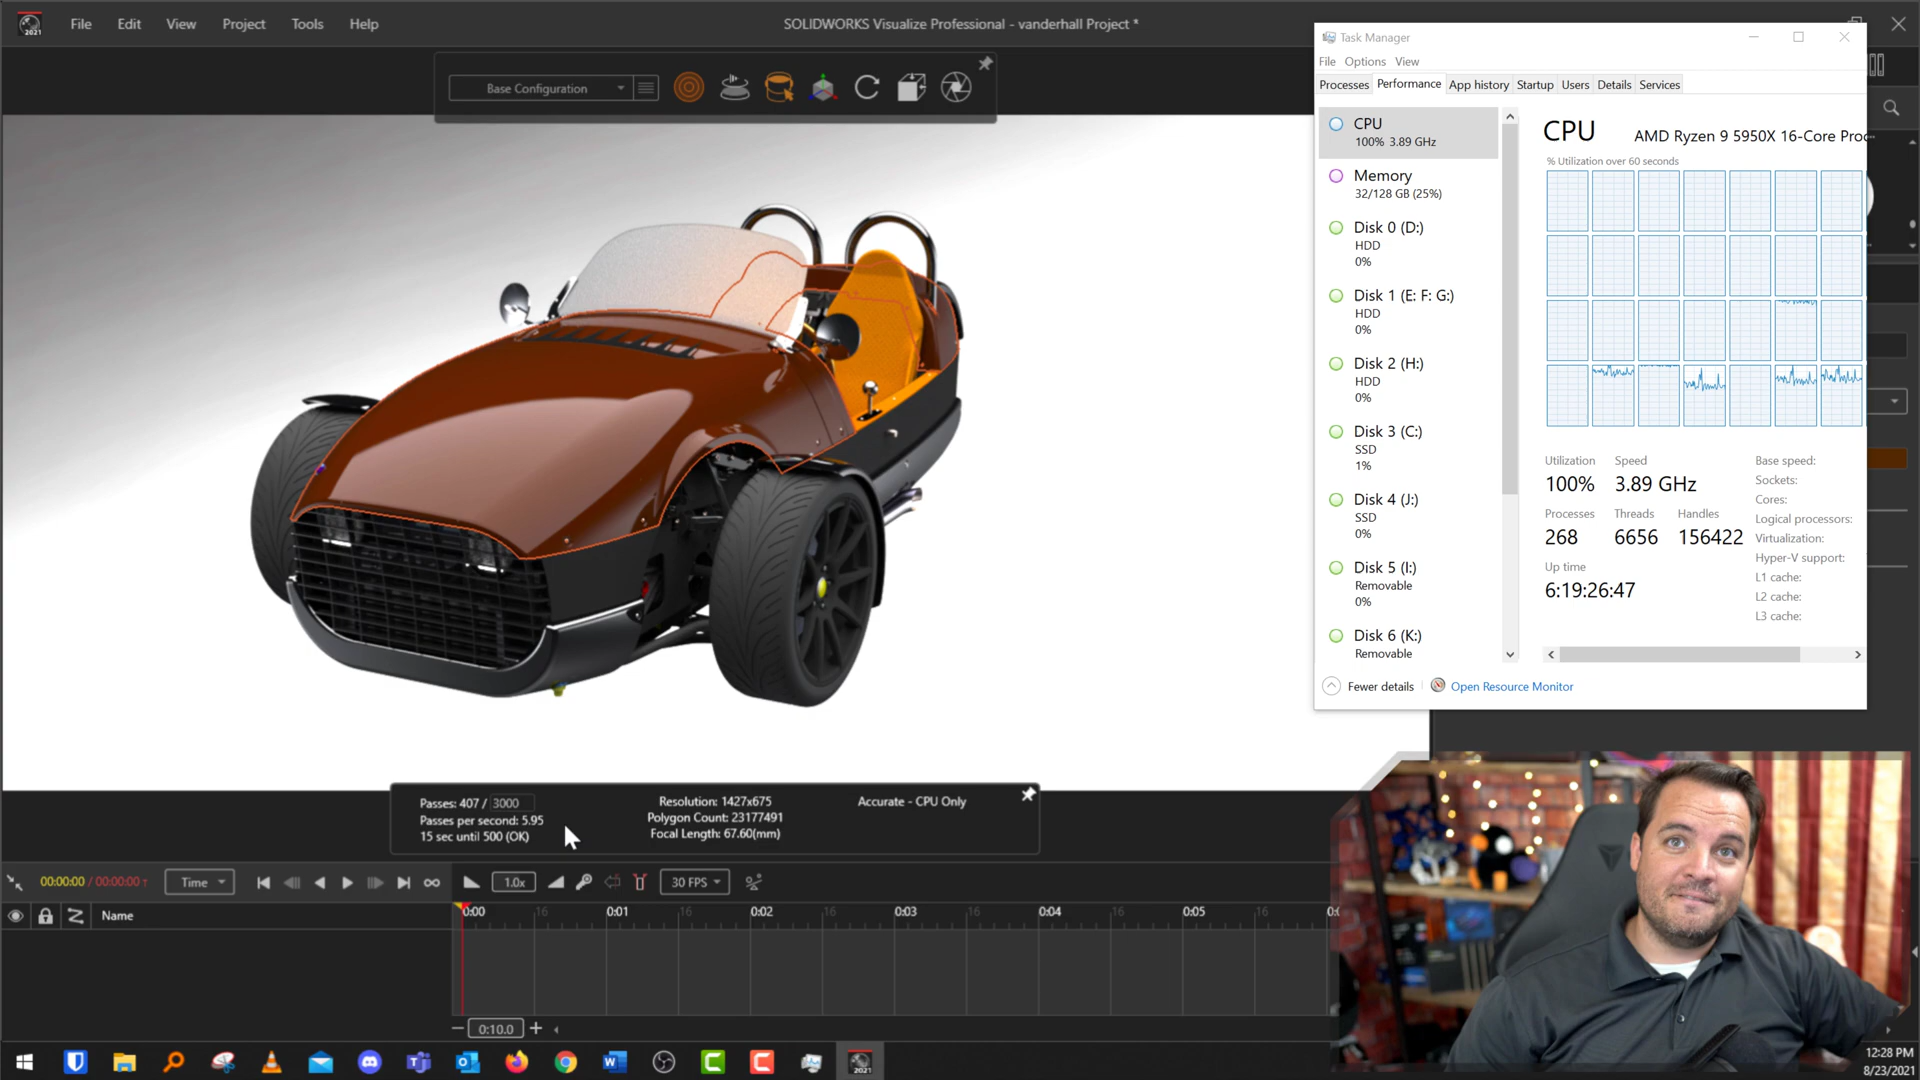 2021
File Edit View Project Tools Help
SOLIDWORKS Visualize Professional - vanderhall Project *
Base Configuration
Task Manager
File Options View
Processes Performance App history Startup Users Details Services
CPU
100% 3.89 GHz
Memory
32/128 GB (25%)
Disk 0 (D:)
HDD
0%
Disk 1 (E: F: G:)
HDD
0%
Disk 2 (H:)
HDD
0%
Disk 3 (C:)
SSD
1%
Disk 4 (J:)
SSD
0%
Disk 5 (I:)
Removable
0%
Disk 6 (K:)
Removable
CPU AMD Ryzen 9 5950X 16-Core Proc
% Utilization over 60 seconds
Utilization Speed
100% 3.89 GHz
Processes Threads Handles
268 6656 156422
Up time
6:19:26:47
Base speed:
Sockets:
Cores:
Logical processors:
Virtualization:
Hyper-V support:
L1 cache:
L2 cache:
L3 cache:
Fewer details Open Resource Monitor
Passes: 407 / 3000
Passes per second: 5.95
15 sec until 500 (OK)
Resolution: 1427x675
Polygon Count: 23177491
Focal Length: 67.60(mm)
Accurate - CPU Only
00:00:00 / 00:00:00 Time 1.0x 30 FPS
Name
0:00 16 0:01 16 0:02 16 0:03 16 0:04 16 0:05 16
0:10.0
2021
12:28 PM
8/23/2021